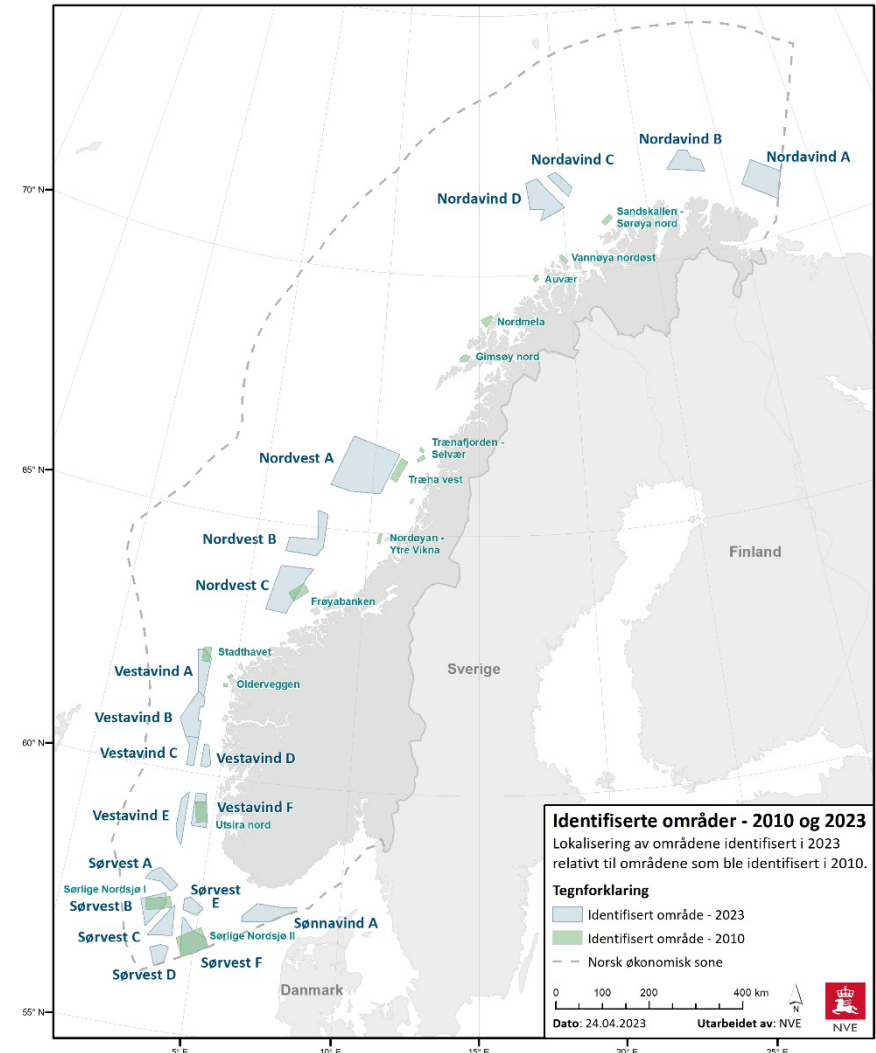 Nordavind B
Nordavind C
Nordavind A
70° N
Nordavind D
Sandskallen -
Sørøya nord
Vannøya nordøst
Auvær
Nordmela
Gimsøy nord
Trænafjorden -
Selvær
Nordvest A
65° N
Træna vest
Nordvest B
Nordøyan -
Ytre Vikna
Finland
Nordvest C
Frøyabanken
Stadthavet
Vestavind A
Sverige
Olderveggen
Vestavind B
60° N
Vestavind C
Vestavind D
Vestavind E
Vestavind F
Utsira nord
Sørvest A
Sørlige Nordsjø I
Sørvest
E
Sørvest B
Sønnavind A
Sørvest C
Sørlige Nordsjø II
Sørvest F
Sørvest D
Danmark
55° N
Identifiserte områder - 2010 og 2023
Lokalisering av områdene identifisert i 2023
relativt til områdene som ble identifisert i 2010.
Tegnforklaring
Identifisert område - 2023
Identifisert område - 2010
Norsk økonomisk sone
0 100 200 400 km
N
Dato: 24.04.2023 Utarbeidet av: NVE
NVE
5° E 10° E 15° E 20° E 25° E